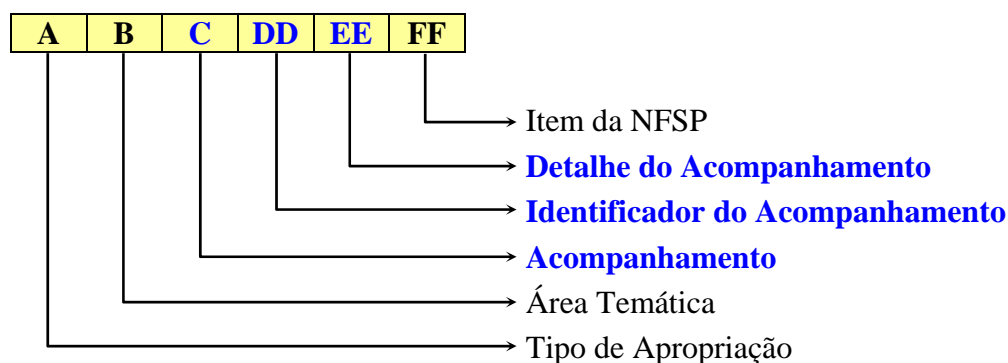 A B C DD EE FF
Item da NFSP
Detalhe do Acompanhamento
Identificador do Acompanhamento
Acompanhamento
Área Temática
Tipo de Apropriação